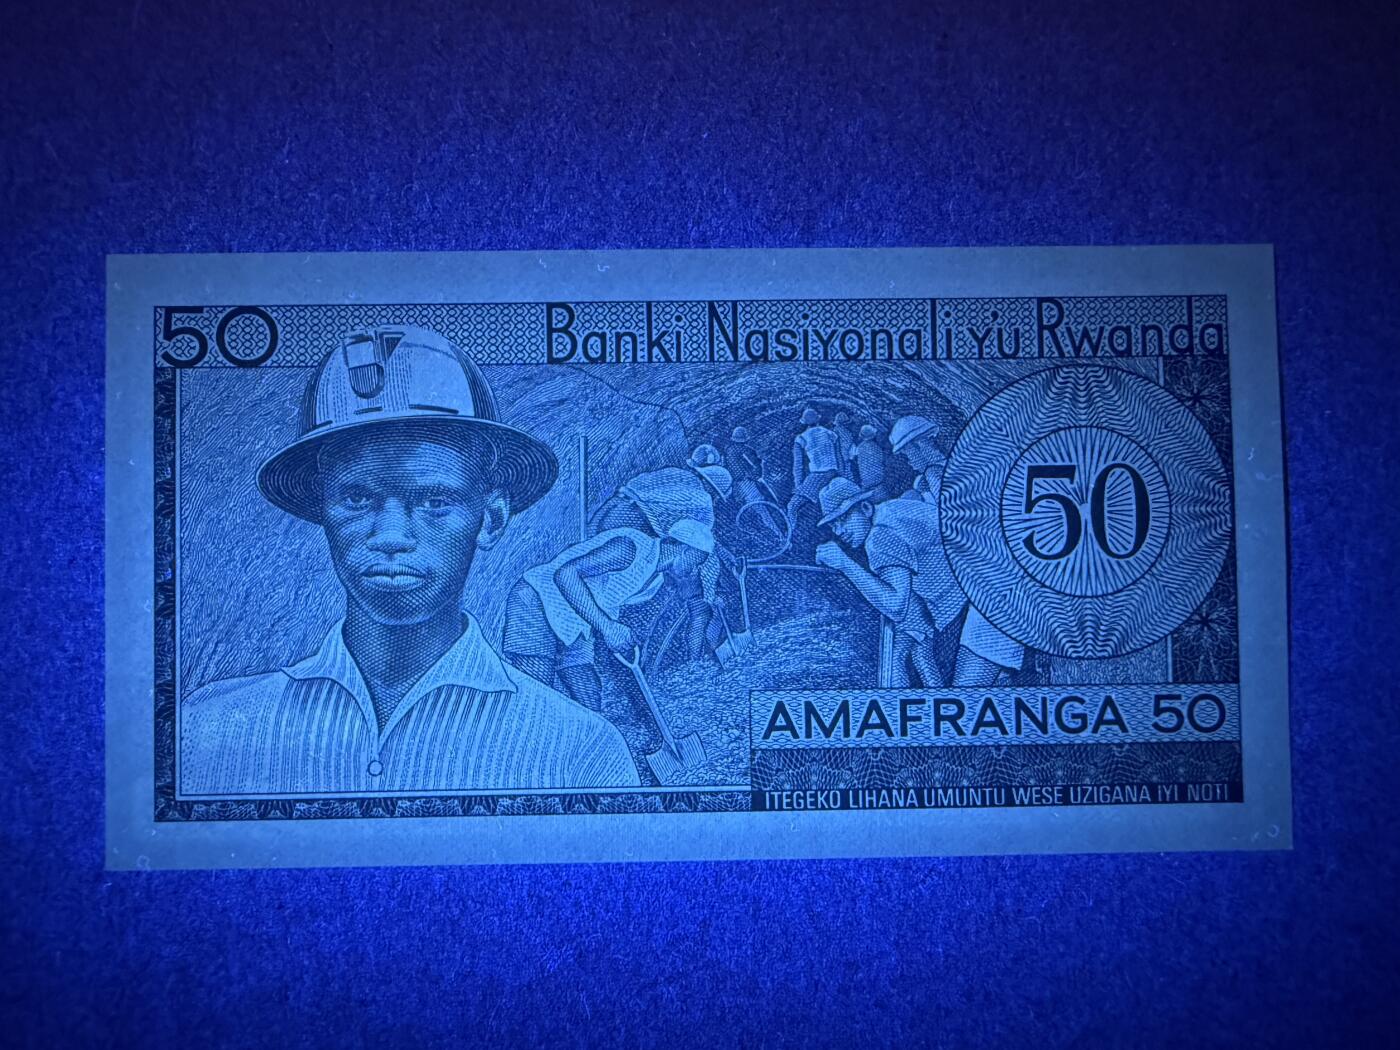 50
Banki Nasiyonali y'u Rwanda
50
AMAFRANGA 50
ITEGEKO LIHANA UMUNTU WESE UZIGANA IYI NOTI